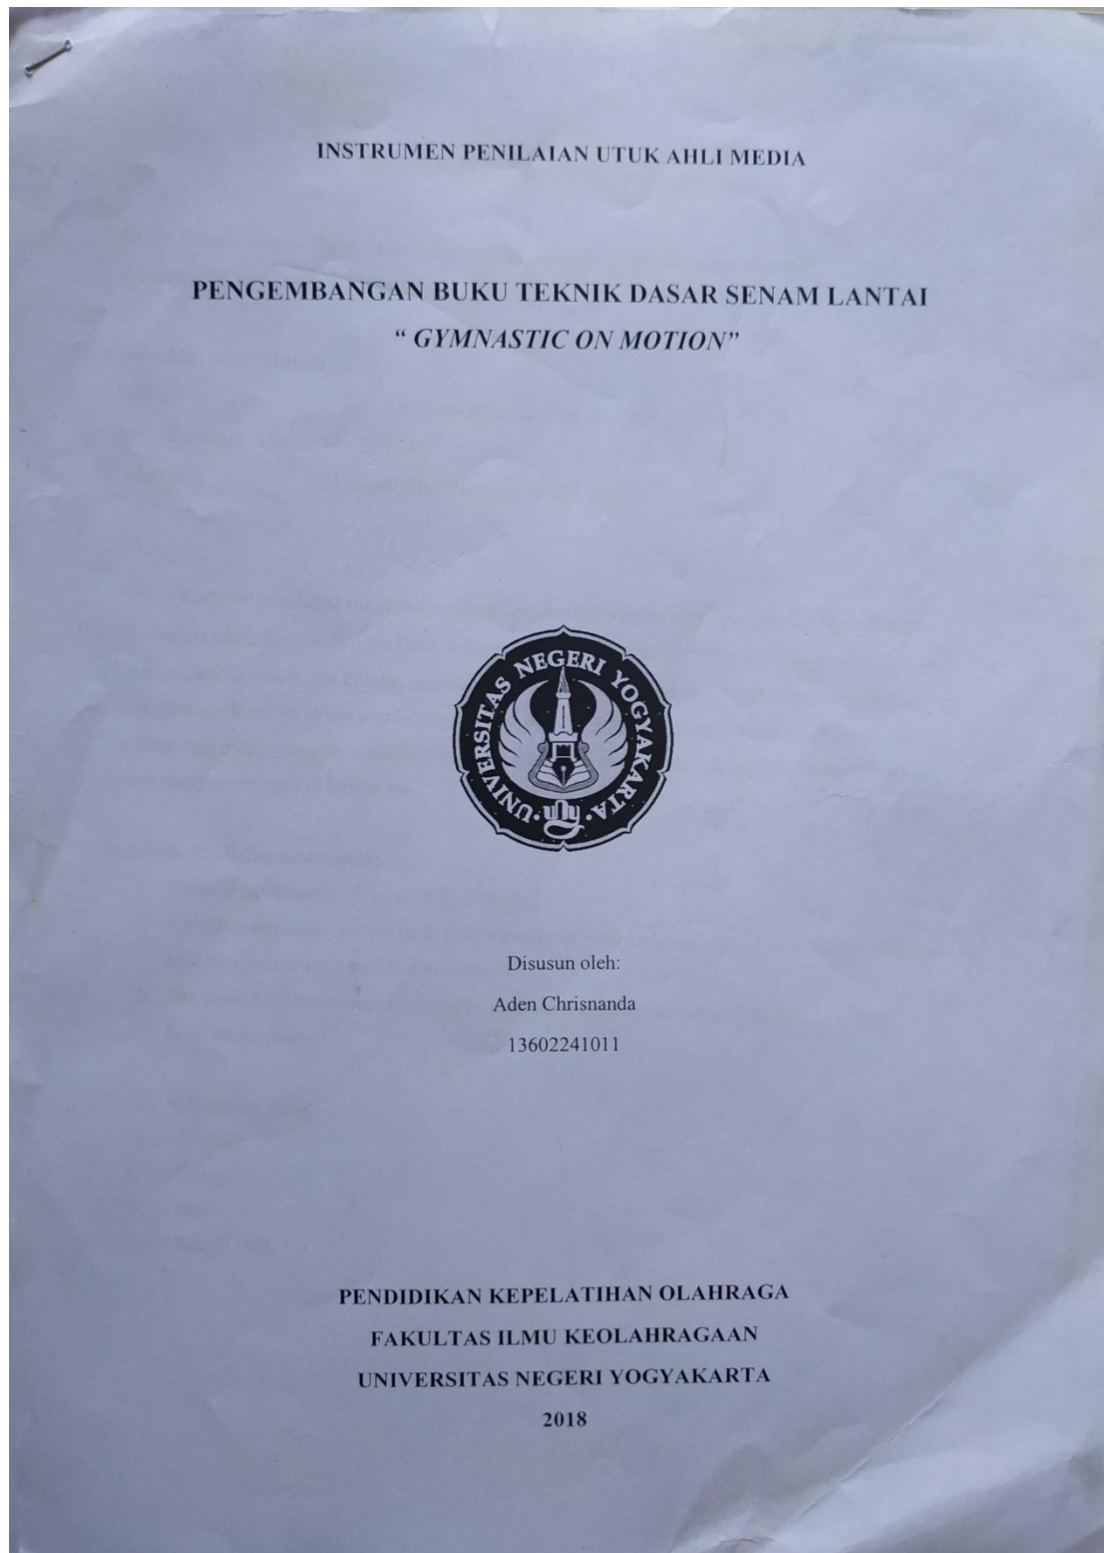 INSTRUMEN PENILAIAN UTUK AHLI MEDIA
PENGEMBANGAN BUKU TEKNIK DASAR SENAM LANTAI
“ GYMNASTIC ON MOTION”
UNIVERSITAS NEGERI YOGYAKARTA
uny
Disusun oleh:
Aden Chrisnanda
13602241011
PENDIDIKAN KEPELATIHAN OLAHRAGA
FAKULTAS ILMU KEOLAHRAGAAN
UNIVERSITAS NEGERI YOGYAKARTA
2018